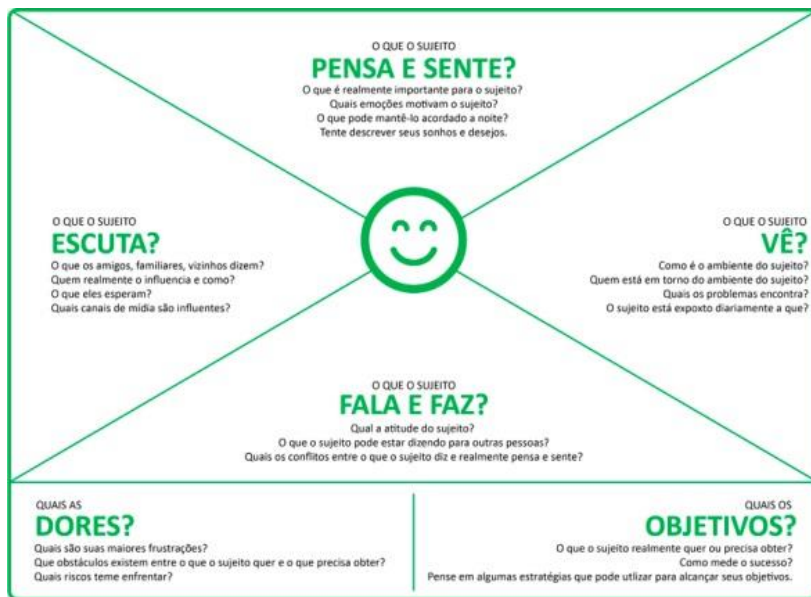 O QUE O SUJEITO
PENSA E SENTE?
O que é realmente importante para o sujeito?
Quais emoções motivam o sujeito?
O que pode mantê-lo acordado a noite?
Tente descrever seus sonhos e desejos.
O QUE O SUJEITO
ESCUTA?
O que os amigos, familiares, vizinhos dizem?
Quem realmente o influencia e como?
O que eles esperam?
Quais canais de mídia são influentes?
O QUE O SUJEITO
VÊ?
Como é o ambiente do sujeito?
Quem está em torno do ambiente do sujeito?
Quais os problemas encontra?
O sujeito está expoxto diariamente a que?
O QUE O SUJEITO
FALA E FAZ?
Qual a atitude do sujeito?
O que o sujeito pode estar dizendo para outras pessoas?
Quais os conflitos entre o que o sujeito diz e realmente pensa e sente?
QUAIS AS
DORES?
Quais são suas maiores frustrações?
Que obstáculos existem entre o que o sujeito quer e o que precisa obter?
Quais riscos teme enfrentar?
QUAIS OS
OBJETIVOS?
O que o sujeito realmente quer ou precisa obter?
Como mede o sucesso?
Pense em algumas estratégias que pode utlizar para alcançar seus objetivos.